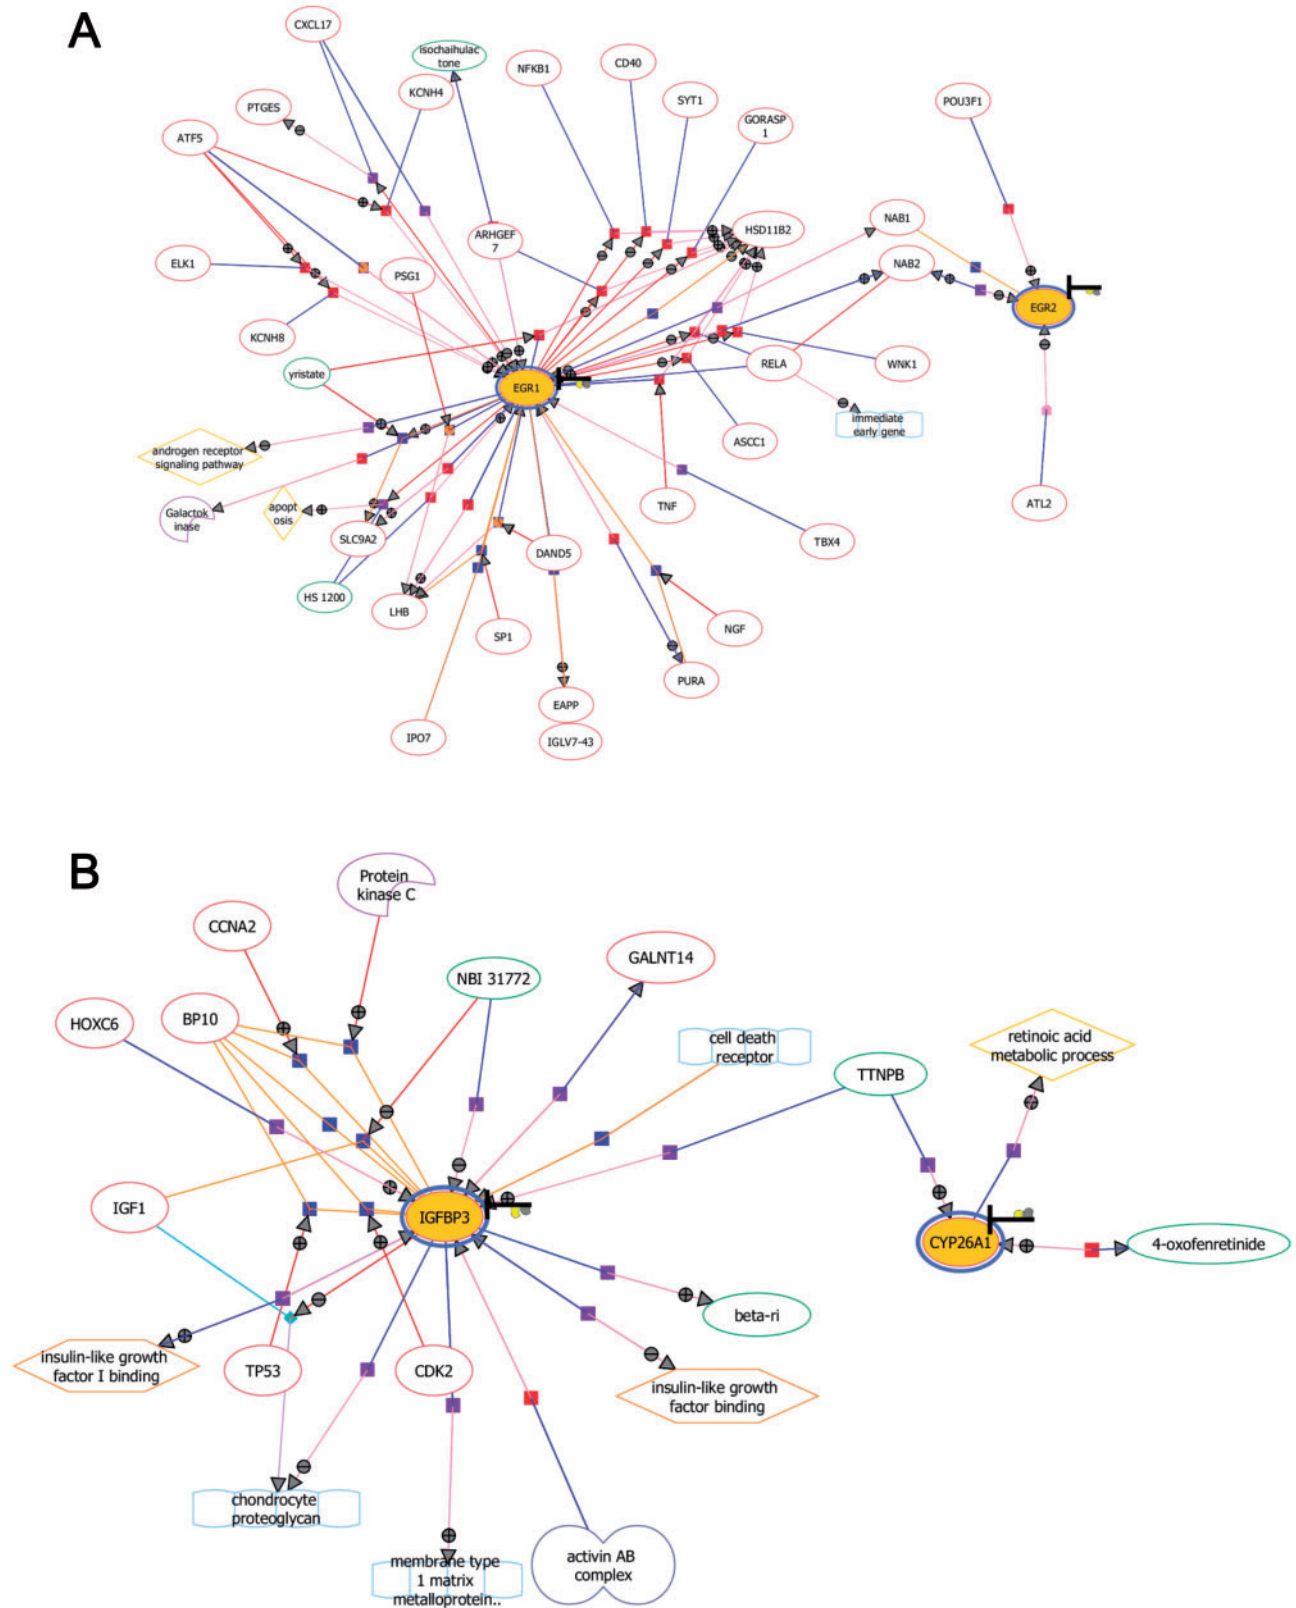 A
CXCL17
isochaihulac
tone
NFKB1
CD40
KCNH4
PTGES
SYT1
POU3F1
GORASP
1
ATF5
NAB1
ARHGEF
7
HSD11B2
ELK1
PSG1
NAB2
EGR2
KCNH8
yristate
EGR1
RELA
WNK1
immediate
early gene
androgen receptor
signaling pathway
ASCC1
Galactok
inase
apopt
osis
TNF
ATL2
SLC9A2
DAND5
TBX4
HS 1200
LHB
SP1
NGF
PURA
EAPP
IPO7
IGLV7-43
B
Protein
kinase C
CCNA2
GALNT14
NBI 31772
HOXC6
BP10
cell death
receptor
retinoic acid
metabolic process
TTNPB
IGF1
IGFBP3
CYP26A1
4-oxofenretinide
beta-ri
insulin-like growth
factor I binding
TP53
CDK2
insulin-like growth
factor binding
chondrocyte
proteoglycan
membrane type
1 matrix
metalloprotein..
activin AB
complex